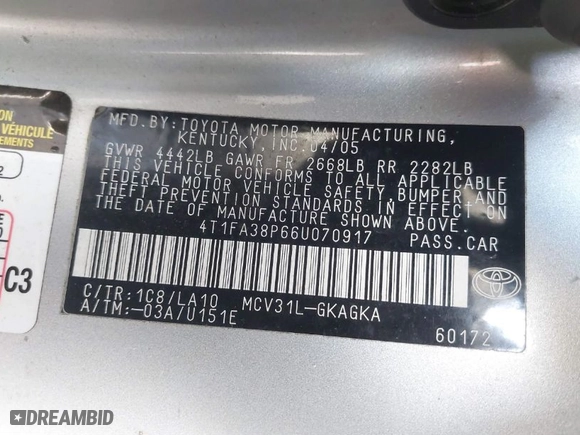 MFD. BY: TOYOTA MOTOR MANUFACTURING,
KENTUCKY, INC. 04/05
GVWR 4442LB GAWR FR 2668LB RR 2282LB
THIS VEHICLE CONFORMS TO ALL APPLICABLE
FEDERAL MOTOR VEHICLE SAFETY BUMPER AND
THEFT PREVENTION STANDARDS IN EFFECT ON
THE DATE OF MANUFACTURE SHOWN ABOVE.
4T1FA38P66U070917 PASS.CAR
C/TR:1C8/LA10 MCV31L-GKAGKA
A/TM:-03A/U151E
60172
TOYOTA
VÉHICULE
C3
DREAMBID